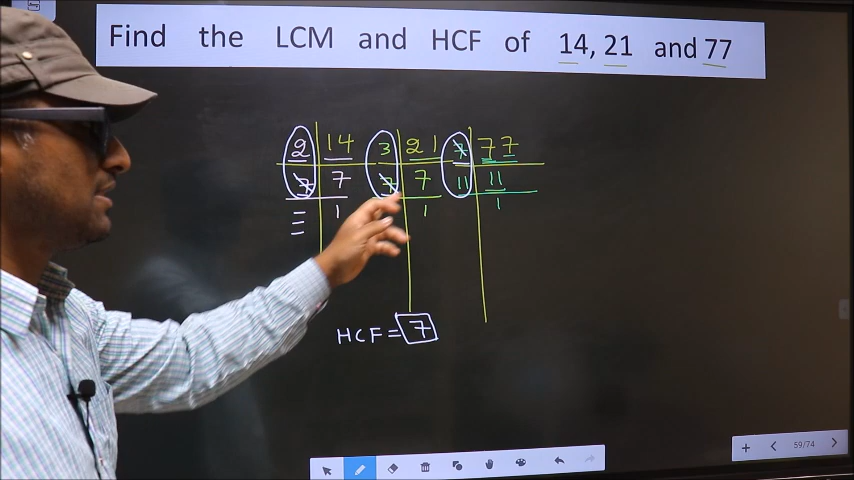 Find the LCM and HCF of 14, 21 and 77
2 14 3 21 7 77
7 7 7 7 11 11
1 1 1
HCF = 7
59/74